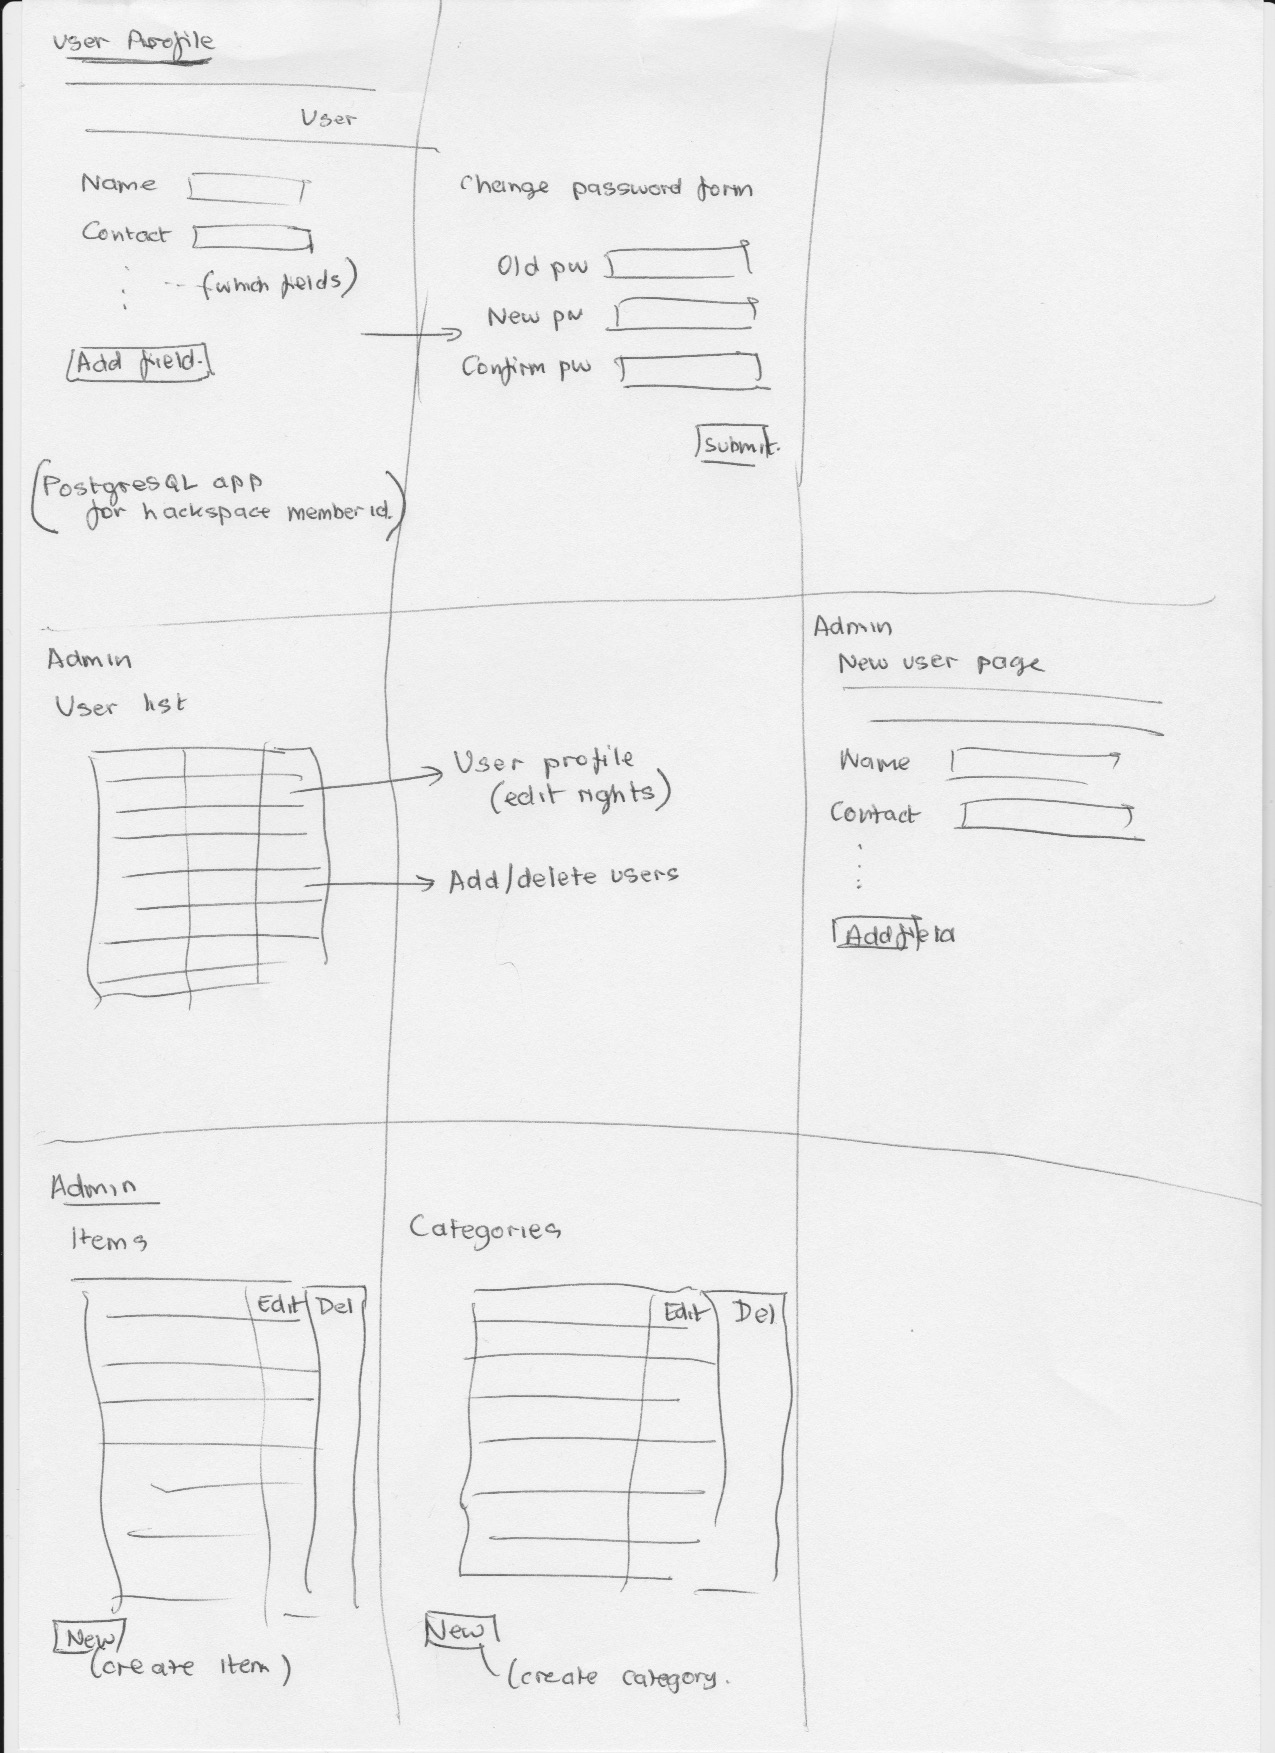 User Profile
User
Name
Contact
(which fields)
Add field.
(PostgreSQL app
for hackspace member id.)
Change password form
Old pw
New pw
Confirm pw
Submit.
Admin
User list
User profile
(edit rights)
Add/delete users
Admin
New user page
Name
Contact
Add field
Admin
Items
Edit Del
New
(create item)
Categories
Edit Del
New
(create category.